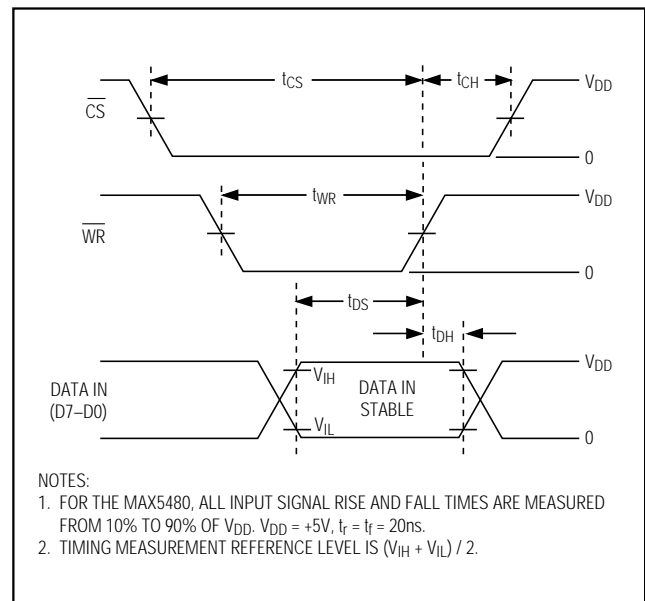 tCS
tCH
VDD
CS
0
tWR
VDD
WR
0
tDS
tDH
VDD
VIH
DATA IN
(D7–D0)
DATA IN
STABLE
VIL
0
NOTES:
1. FOR THE MAX5480, ALL INPUT SIGNAL RISE AND FALL TIMES ARE MEASURED
FROM 10% TO 90% OF VDD. VDD = +5V, tr = tf = 20ns.
2. TIMING MEASUREMENT REFERENCE LEVEL IS (VIH + VIL) / 2.